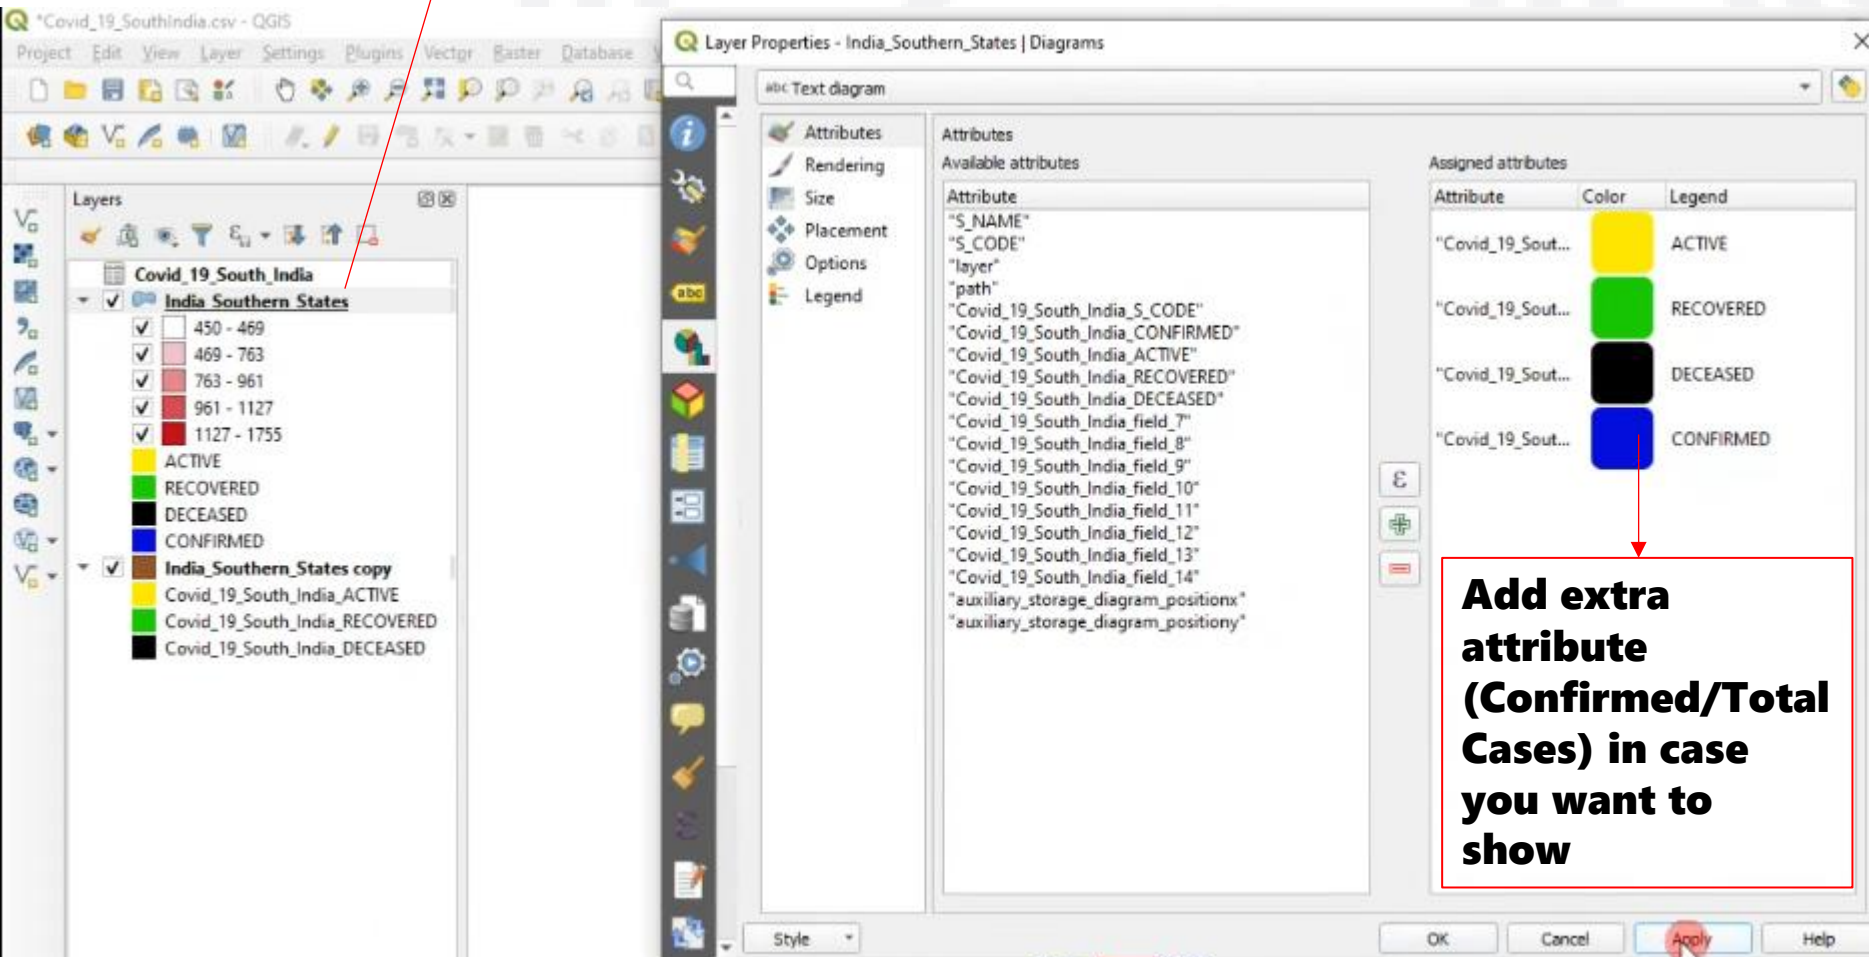 *Covid_19_SouthIndia.csv - QGIS
Project Edit View Layer Settings Plugins Vector Raster Database
Layers
Covid_19_South_India
India_Southern_States
450 - 469
469 - 763
763 - 961
961 - 1127
1127 - 1755
ACTIVE
RECOVERED
DECEASED
CONFIRMED
India_Southern_States copy
Covid_19_South_India_ACTIVE
Covid_19_South_India_RECOVERED
Covid_19_South_India_DECEASED
Layer Properties - India_Southern_States | Diagrams
abc Text diagram
abc
Attributes
Rendering
Size
Placement
Options
Legend
Attributes
Available attributes
Attribute
"S_NAME"
"S_CODE"
"layer"
"path"
"Covid_19_South_India_S_CODE"
"Covid_19_South_India_CONFIRMED"
"Covid_19_South_India_ACTIVE"
"Covid_19_South_India_RECOVERED"
"Covid_19_South_India_DECEASED"
"Covid_19_South_India_field_7"
"Covid_19_South_India_field_8"
"Covid_19_South_India_field_9"
"Covid_19_South_India_field_10"
"Covid_19_South_India_field_11"
"Covid_19_South_India_field_12"
"Covid_19_South_India_field_13"
"Covid_19_South_India_field_14"
"auxiliary_storage_diagram_positionx"
"auxiliary_storage_diagram_positiony"
ε
Assigned attributes
Attribute Color Legend
"Covid_19_Sout... ACTIVE
"Covid_19_Sout... RECOVERED
"Covid_19_Sout... DECEASED
"Covid_19_Sout... CONFIRMED
Add extra
attribute
(Confirmed/Total
Cases) in case
you want to
show
Style
OK Cancel Apply Help